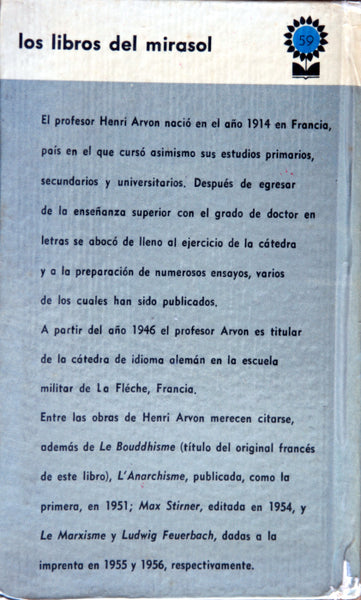 los libros del mirasol
59
El profesor Henri Arvon nació en el año 1914 en Francia,
país en el que cursó asimismo sus estudios primarios,
secundarios y universitarios. Después de egresar
de la enseñanza superior con el grado de doctor en
letras se abocó de lleno al ejercicio de la cátedra
y a la preparación de numerosos ensayos, varios
de los cuales han sido publicados.
A partir del año 1946 el profesor Arvon es titular
de la cátedra de idioma alemán en la escuela
militar de La Fléche, Francia.
Entre las obras de Henri Arvon merecen citarse,
además de Le Bouddhisme (título del original francés
de este libro), L'Anarchisme, publicada, como la
primera, en 1951; Max Stirner, editada en 1954, y
Le Marxisme y Ludwig Feuerbach, dadas a la
imprenta en 1955 y 1956, respectivamente.